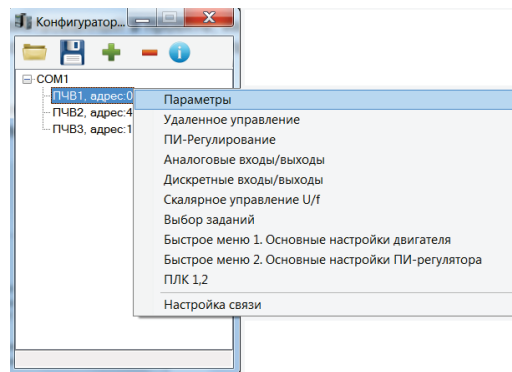 Конфигуратор...
COM1
ПЧВ1, адрес:0
ПЧВ2, адрес:4
ПЧВ3, адрес:1
Параметры
Удаленное управление
ПИ-Регулирование
Аналоговые входы/выходы
Дискретные входы/выходы
Скалярное управление U/f
Выбор заданий
Быстрое меню 1. Основные настройки двигателя
Быстрое меню 2. Основные настройки ПИ-регулятора
ПЛК 1,2
Настройка связи